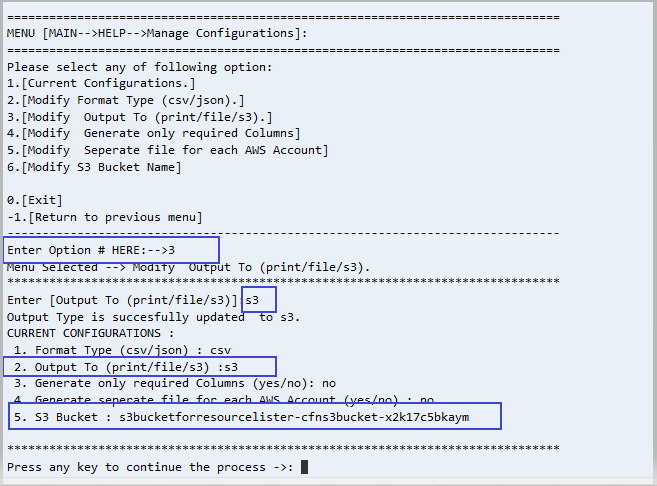 ===============================================================================
MENU [MAIN-->HELP-->Manage Configurations]:
===============================================================================
Please select any of following option:
1.[Current Configurations.]
2.[Modify Format Type (csv/json).]
3.[Modify  Output To (print/file/s3).]
4.[Modify  Generate only required Columns]
5.[Modify  Seperate file for each AWS Account]
6.[Modify S3 Bucket Name]
0.[Exit]
-1.[Return to previous menu]
-------------------------------------------------------------------------------
Enter Option # HERE:-->3
Menu Selected --> Modify  Output To (print/file/s3).
*******************************************************************************
Enter [Output To (print/file/s3)]:s3
Output Type is succesfully updated  to s3.
CURRENT CONFIGURATIONS :
1. Format Type (csv/json) : csv
2. Output To (print/file/s3) :s3
3. Generate only required Columns (yes/no): no
4. Generate seperate file for each AWS Account (yes/no) : no
5. S3 Bucket : s3bucketforresourcelister-cfns3bucket-x2k17c5bkaym
*******************************************************************************
Press any key to continue the process ->: